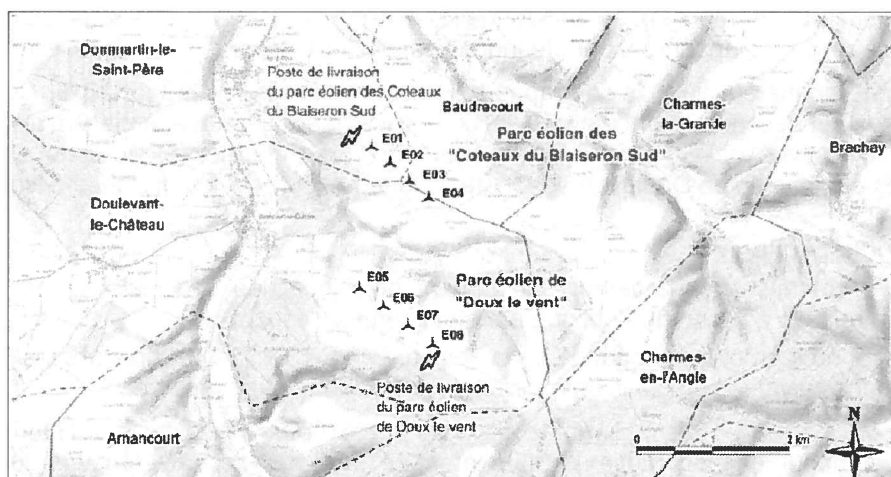 Dommartin-le-
Saint-Père
Poste de livraison
du parc éolien des Coteaux
du Blaiseron Sud
Baudrecourt
Charmes-
la-Grande
Parc éolien des
"Coteaux du Blaiseron Sud"
Brachay
E01
E02
E03
E04
Doulevant-
le-Château
E05
E06
E07
E08
Parc éolien de
"Doux le vent"
Poste de livraison
du parc éolien
de Doux le vent
Charmes-
en-l'Angle
Arnancourt
N
0
2 km